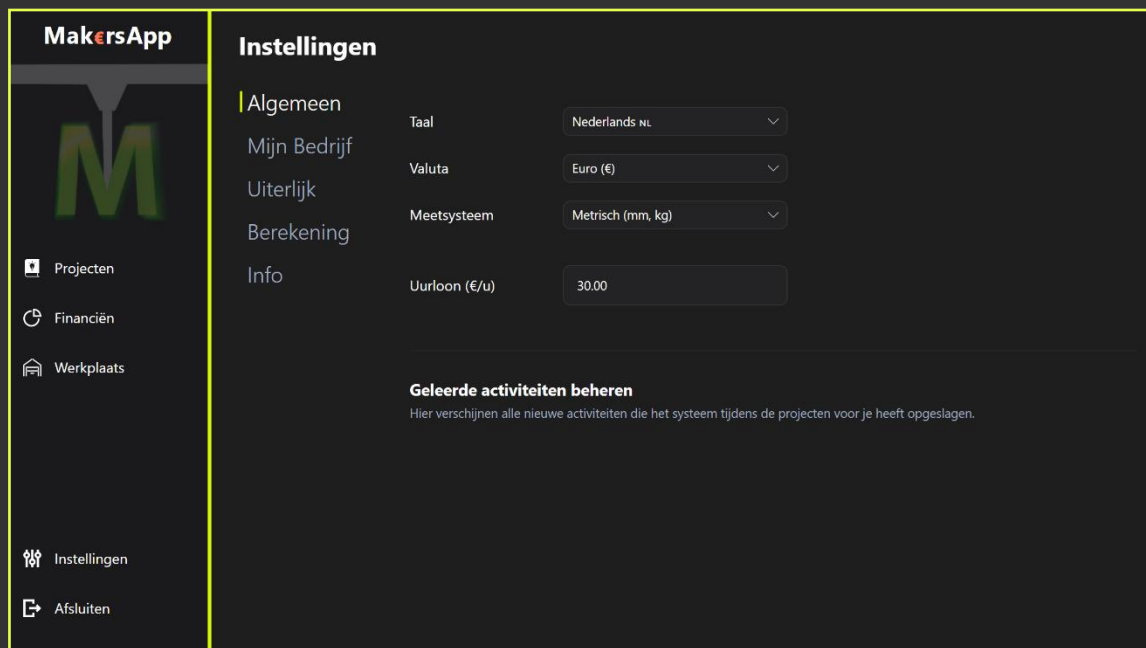 MakersApp
M
Projecten
Financiën
Werkplaats
Instellingen
Afsluiten
Instellingen
Algemeen
Mijn Bedrijf
Uiterlijk
Berekening
Info
Taal Nederlands NL
Valuta Euro (€)
Meetsysteem Metrisch (mm, kg)
Uurloon (€/u) 30.00
Geleerde activiteiten beheren
Hier verschijnen alle nieuwe activiteiten die het systeem tijdens de projecten voor je heeft opgeslagen.